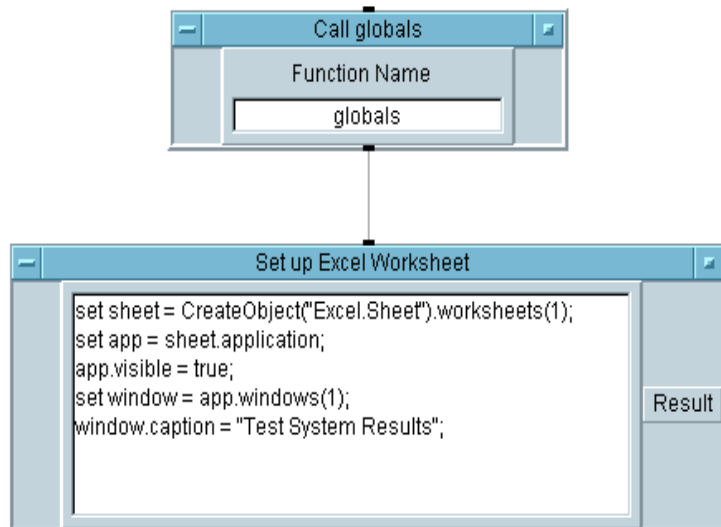 Call globals
Function Name
globals
Set up Excel Worksheet
set sheet = CreateObject("Excel.Sheet").worksheets(1);
set app = sheet.application;
app.visible = true;
set window = app.windows(1);
window.caption = "Test System Results";
Result